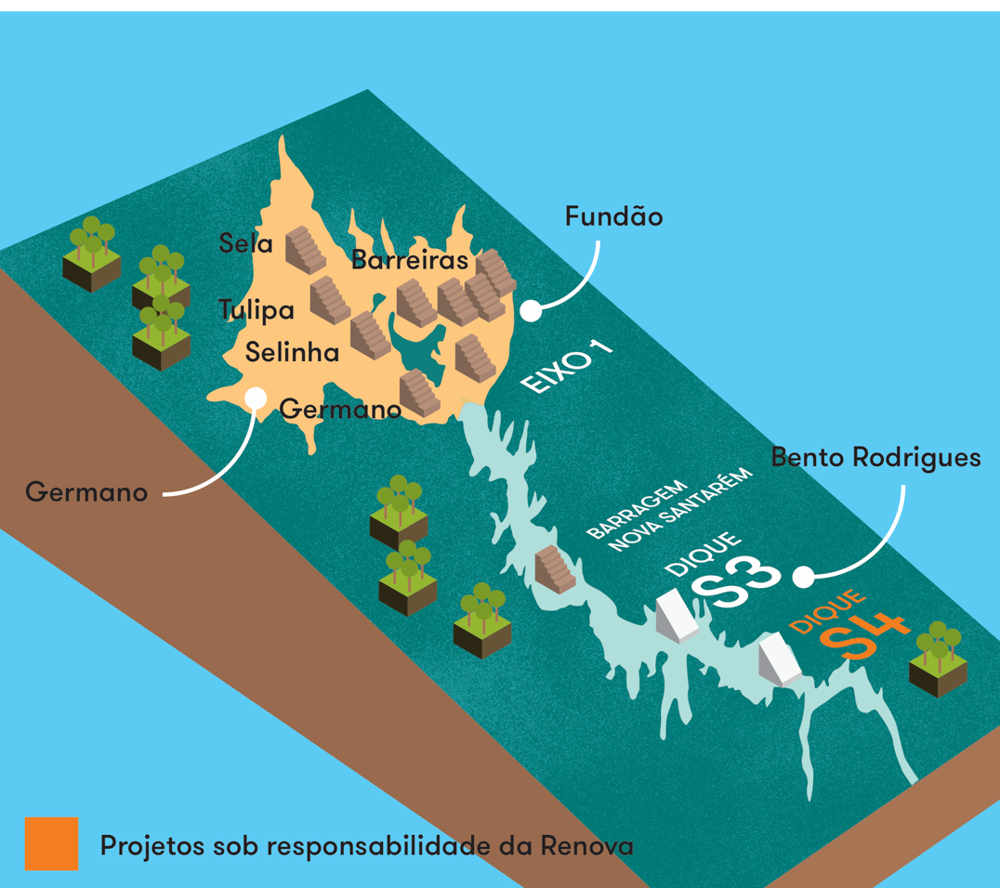 Fundão
Sela
Barreiras
Tulipa
Selinha
EIXO 1
Germano
Germano
Bento Rodrigues
BARRAGEM
NOVA SANTARÉM
DIQUE
S3
DIQUE
S4
Projetos sob responsabilidade da Renova